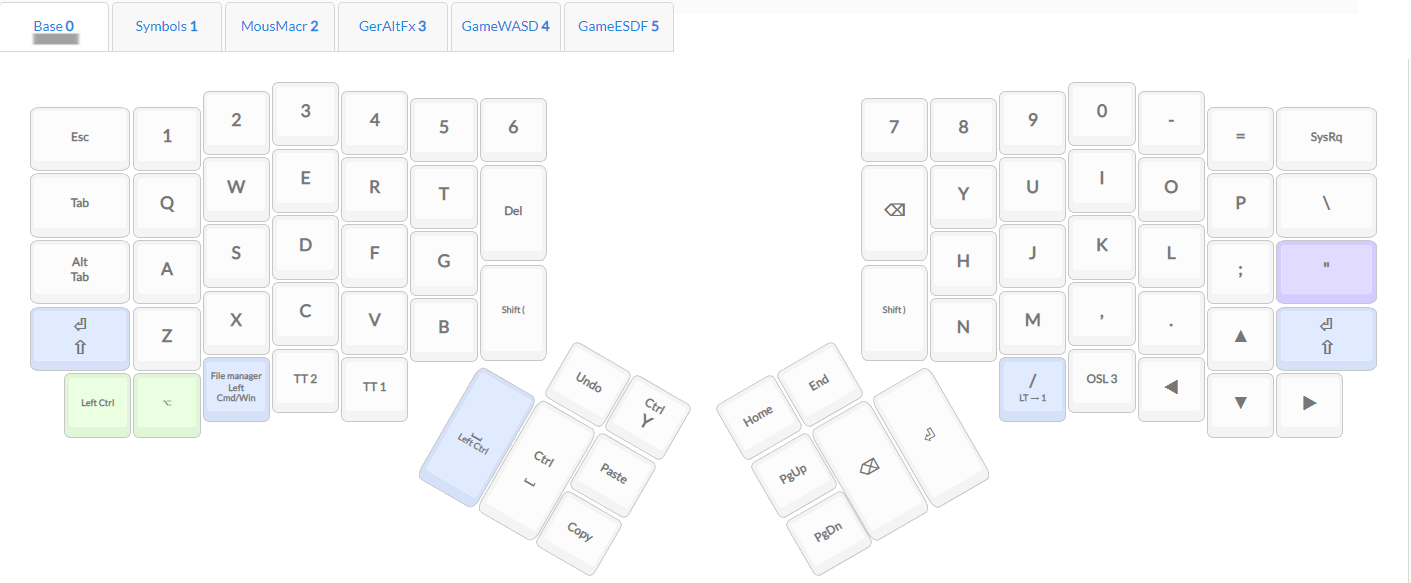 Base 0
Symbols 1
MousMacr 2
GerAltFx 3
GameWASD 4
GameESDF 5
Esc
1
2
3
4
5
6
7
8
9
0
-
=
SysRq
Tab
Q
W
E
R
T
Del
⌫
Y
U
I
O
P
\
Alt
Tab
A
S
D
F
G
H
J
K
L
;
"
⏎
⇧
Z
X
C
V
B
Shift (
Shift )
N
M
,
.
▲
⏎
⇧
Left Ctrl
⌥
File manager
Left
Cmd/Win
TT 2
TT 1
/
LT → 1
OSL 3
◀
▼
▶
Undo
Ctrl
Y
⎵
Left Ctrl
Ctrl
⎵
Paste
Copy
Home
End
PgUp
PgDn
⌫
⏎